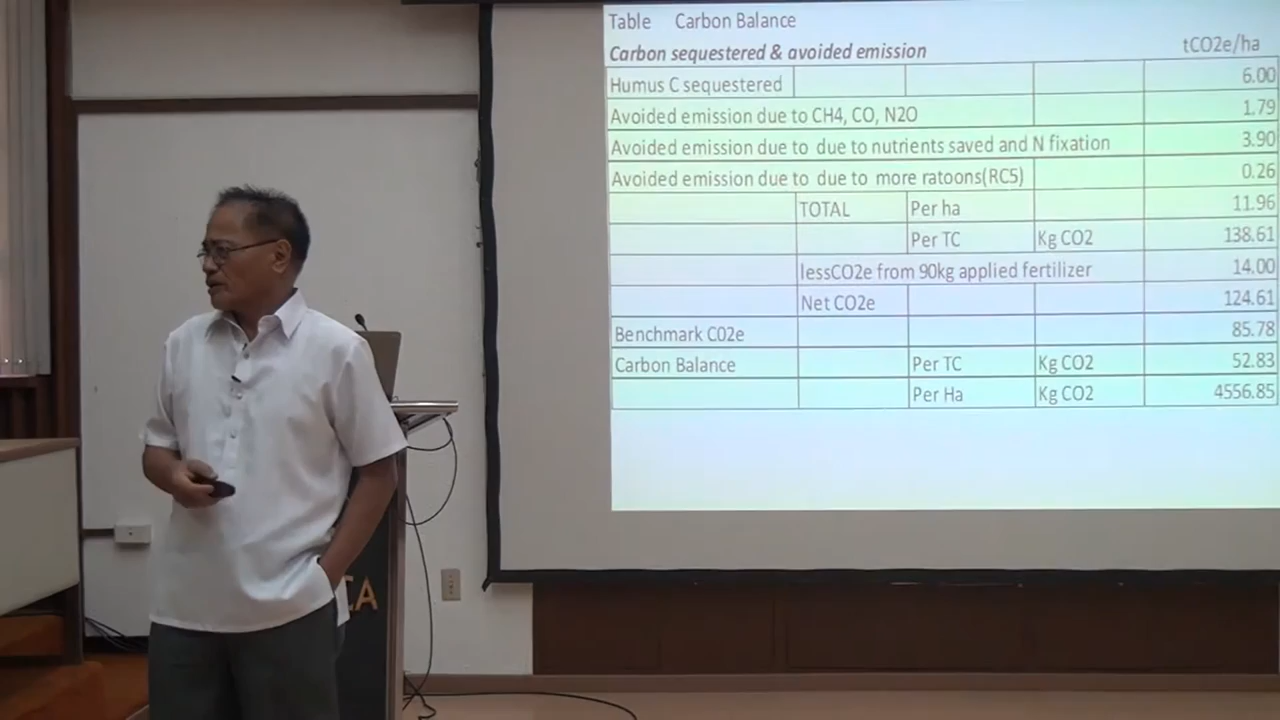 Table Carbon Balance
Carbon sequestered & avoided emission tCO2e/ha
Humus C sequestered 6.00
Avoided emission due to CH4, CO, N2O 1.79
Avoided emission due to due to nutrients saved and N fixation 3.90
Avoided emission due to due to more ratoons(RC5) 0.26
TOTAL Per ha 11.96
Per TC Kg CO2 138.61
lessCO2e from 90kg applied fertilizer 14.00
Net CO2e 124.61
Benchmark C02e 85.78
Carbon Balance Per TC Kg CO2 52.83
Per Ha Kg CO2 4556.85
CA